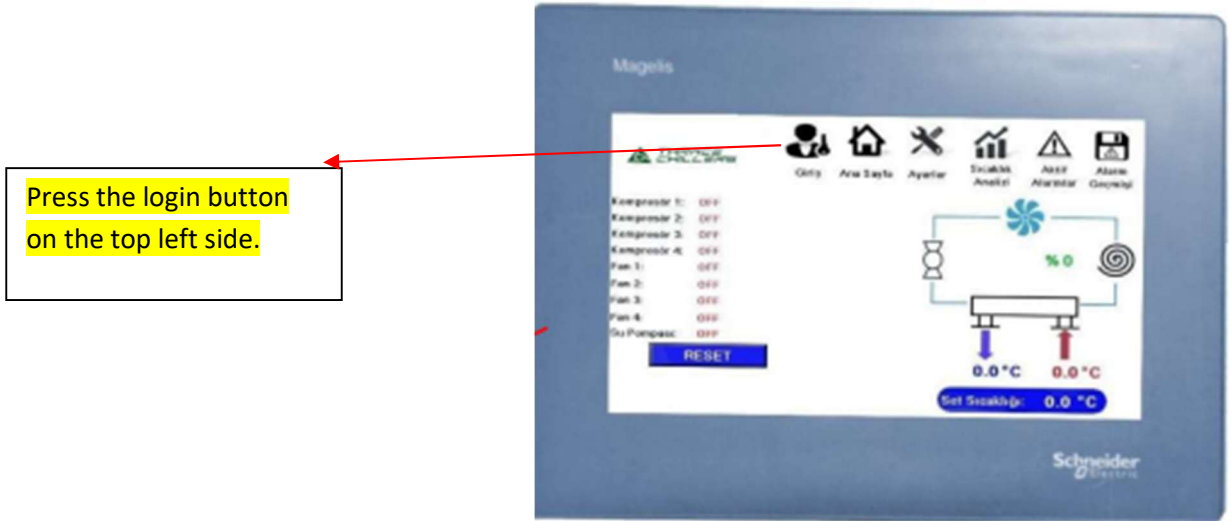 Magelis
Press the login button
on the top left side.
CHILLERS
Giriş
Ana Sayfa
Ayarlar
Sıcaklık
Analizi
Aktif
Alarmlar
Alarm
Geçmişi
Kompresör 1: OFF
Kompresör 2: OFF
Kompresör 3: OFF
Kompresör 4: OFF
Fan 1: OFF
Fan 2: OFF
Fan 3: OFF
Fan 4: OFF
Su Pompası: OFF
RESET
% 0
0.0 °C
0.0 °C
Set Sıcaklığı: 0.0 °C
Schneider
Electric